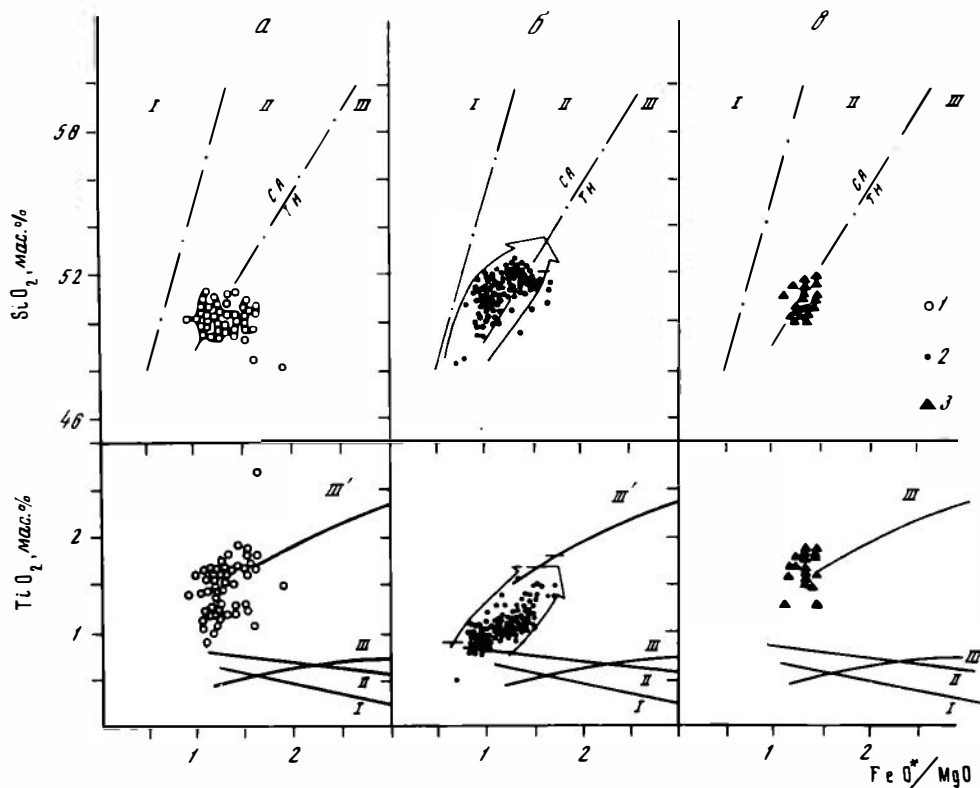 а
б
в
I
II
III
I
II
III
I
II
III
58
52
46
SiO₂, мас.%
CA
TH
CA
TH
CA
TH
1
2
3
TiO₂, мас.%
2
1
III′
III
II
I
III′
III
II
I
III
III
II
I
1
2
1
2
1
2
FeO*/MgO